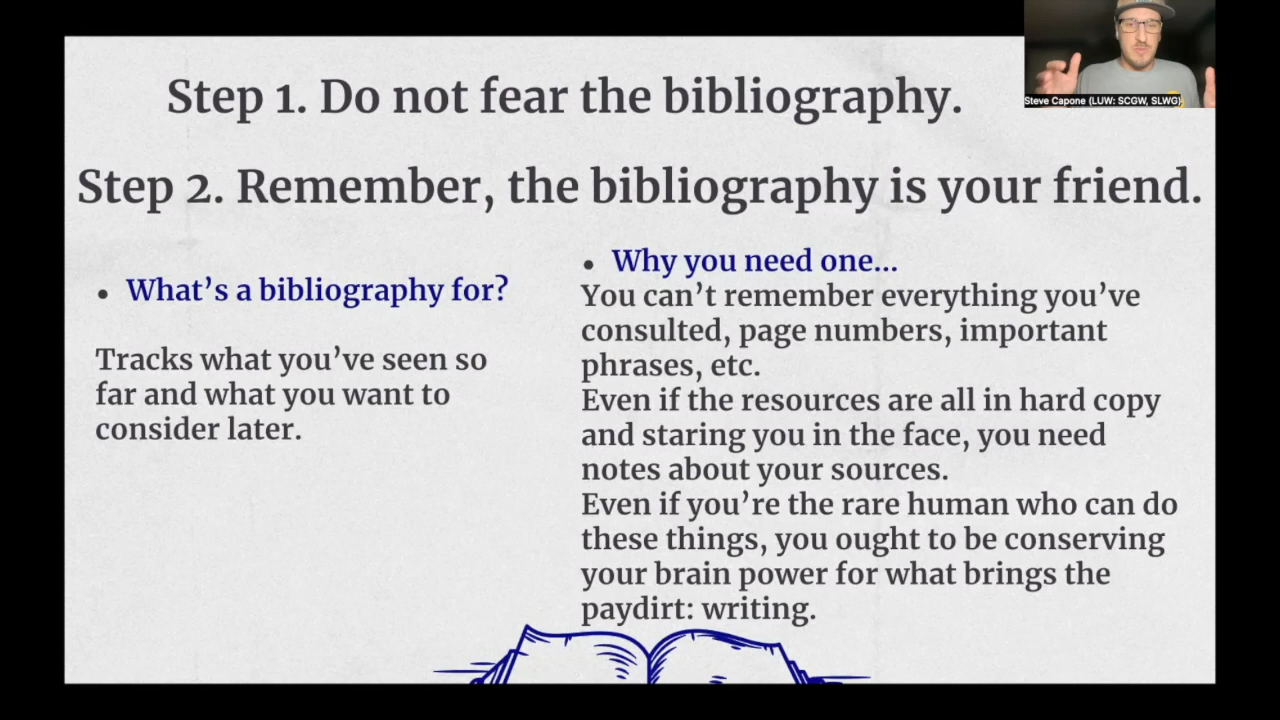 Step 1. Do not fear the bibliography.
Steve Capone (LUW: SCGW, SLWG)
Step 2. Remember, the bibliography is your friend.
• What’s a bibliography for?
Tracks what you’ve seen so
far and what you want to
consider later.
• Why you need one...
You can’t remember everything you’ve
consulted, page numbers, important
phrases, etc.
Even if the resources are all in hard copy
and staring you in the face, you need
notes about your sources.
Even if you’re the rare human who can do
these things, you ought to be conserving
your brain power for what brings the
paydirt: writing.